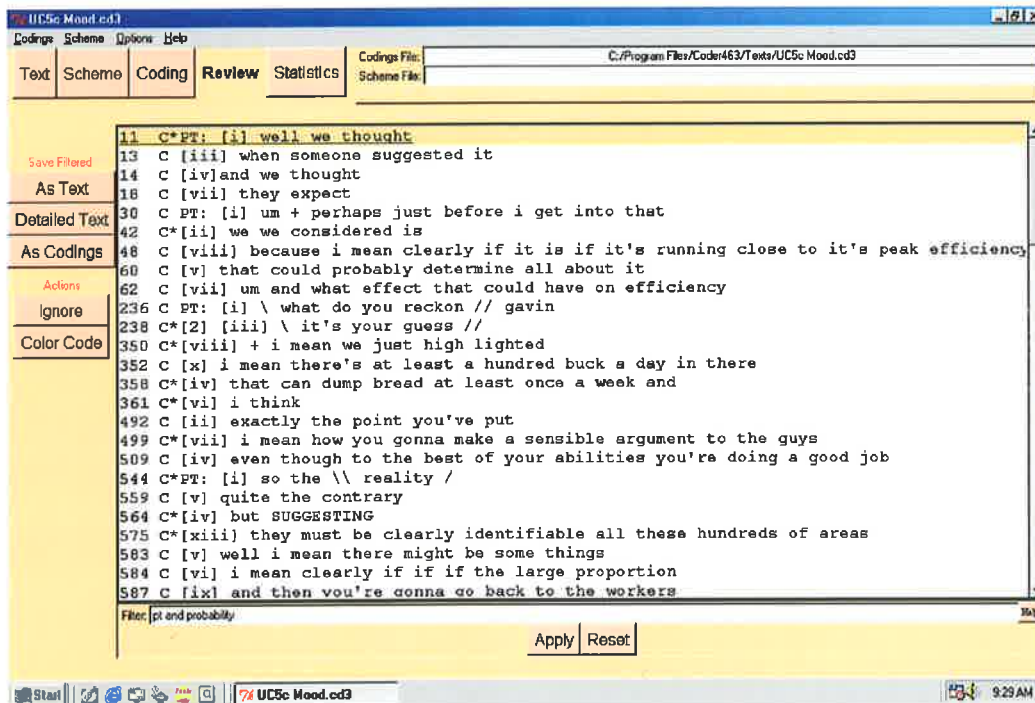 UC5c Mood.cd3
Codings Scheme Options Help
Text Scheme Coding Review Statistics
Codings File: C:/Program Files/Coder463/Texts/UC5c Mood.cd3
Scheme File:
Save Filtered
As Text
Detailed Text
As Codings
Actions
Ignore
Color Code
11 C*PT: [i] well we thought
13 C [iii] when someone suggested it
14 C [iv]and we thought
18 C [vii] they expect
30 C PT: [i] um + perhaps just before i get into that
42 C*[ii] we we considered is
48 C [viii] because i mean clearly if it is if it's running close to it's peak efficiency
60 C [v] that could probably determine all about it
62 C [vii] um and what effect that could have on efficiency
236 C PT: [i] \ what do you reckon // gavin
238 C*[2] [iii] \ it's your guess //
350 C*[viii] + i mean we just high lighted
352 C [x] i mean there's at least a hundred buck a day in there
358 C*[iv] that can dump bread at least once a week and
361 C*[vi] i think
492 C [ii] exactly the point you've put
499 C*[vii] i mean how you gonna make a sensible argument to the guys
509 C [iv] even though to the best of your abilities you're doing a good job
544 C*PT: [i] so the \\ reality /
559 C [v] quite the contrary
564 C*[iv] but SUGGESTING
575 C*[xiii] they must be clearly identifiable all these hundreds of areas
583 C [v] well i mean there might be some things
584 C [vi] i mean clearly if if if the large proportion
587 C [ix] and then you're gonna go back to the workers
Filter: pt and probability
Apply Reset
Start UC5c Mood.cd3 9:29 AM